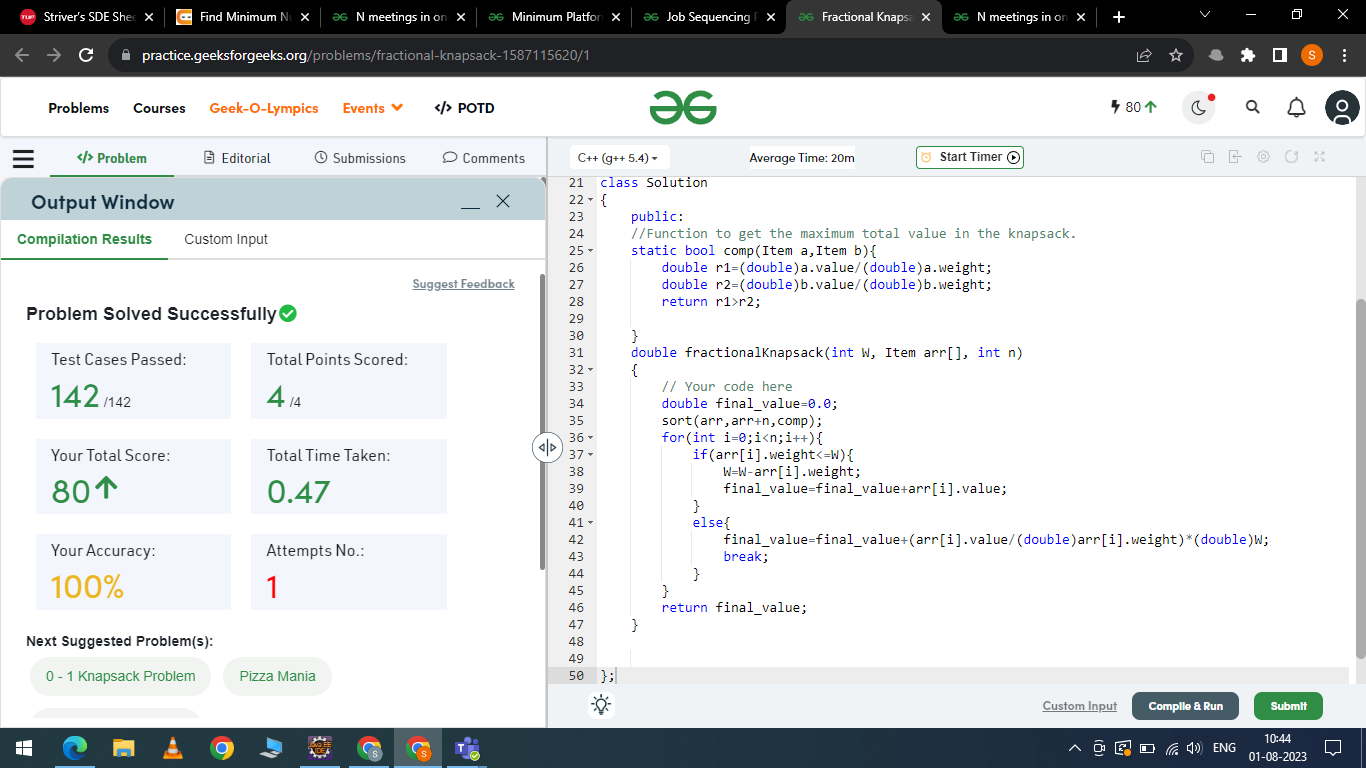 Striver's SDE Shee
Find Minimum Nu
N meetings in one
Minimum Platfor
Job Sequencing P
Fractional Knapsa
N meetings in on
practice.geeksforgeeks.org/problems/fractional-knapsack-1587115620/1
S
Problems
Courses
Geek-O-Lympics
Events
</> POTD
80
</> Problem
Editorial
Submissions
Comments
C++ (g++ 5.4)
Average Time: 20m
Start Timer
Output Window
Compilation Results
Custom Input
Suggest Feedback
Problem Solved Successfully
Test Cases Passed:
142 /142
Total Points Scored:
4 /4
Your Total Score:
80
Total Time Taken:
0.47
Your Accuracy:
100%
Attempts No.:
1
Next Suggested Problem(s):
0 - 1 Knapsack Problem
Pizza Mania
21 class Solution
22 {
23 public:
24 //Function to get the maximum total value in the knapsack.
25 static bool comp(Item a,Item b){
26 double r1=(double)a.value/(double)a.weight;
27 double r2=(double)b.value/(double)b.weight;
28 return r1>r2;
29
30 }
31 double fractionalKnapsack(int W, Item arr[], int n)
32 {
33 // Your code here
34 double final_value=0.0;
35 sort(arr,arr+n,comp);
36 for(int i=0;i<n;i++){
37 if(arr[i].weight<=W){
38 W=W-arr[i].weight;
39 final_value=final_value+arr[i].value;
40 }
41 else{
42 final_value=final_value+(arr[i].value/(double)arr[i].weight)*(double)W;
43 break;
44 }
45 }
46 return final_value;
47 }
48
49
50 };
Custom Input
Compile & Run
Submit
ENG
10:44
01-08-2023